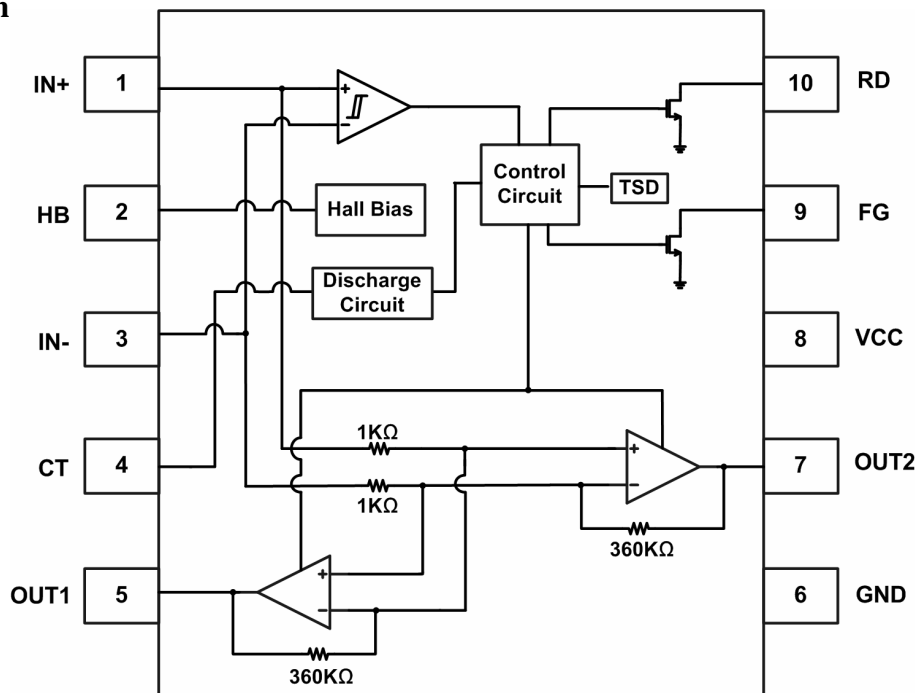 n
IN+
1
10
RD
+
−
Control
Circuit
TSD
HB
2
Hall Bias
9
FG
Discharge
Circuit
IN-
3
8
VCC
1KΩ
CT
4
+
−
7
OUT2
1KΩ
360KΩ
OUT1
5
+
−
6
GND
360KΩ